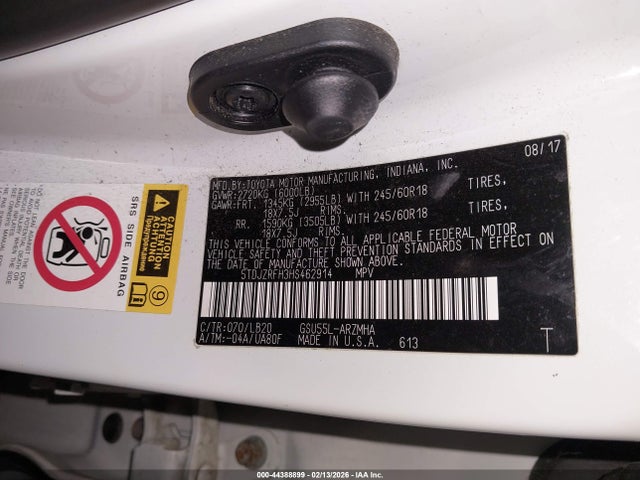 MFD.BY:TOYOTA MOTOR MANUFACTURING, INDIANA, INC. 08/17
GVWR:2720KG (6000LB)
GAWR:FRT. 1345KG (2955LB) WITH 245/60R18 TIRES,
18X7.5J RIMS.
RR. 1590KG (3505LB) WITH 245/60R18 TIRES,
18X7.5J RIMS.
THIS VEHICLE CONFORMS TO ALL APPLICABLE FEDERAL MOTOR
VEHICLE SAFETY AND THEFT PREVENTION STANDARDS IN EFFECT
ON THE DATE OF MANUFACTURE SHOWN ABOVE.
5TDJZRFH3HS462914 MPV
C/TR:070/LB20 GSU55L-ARZMHA
A/TM:-04A/UA80F MADE IN U.S.A. 613 T
SRS SIDE AIRBAG
CAUTION
ATTENTION
9
000-44388899 | 02/13/2026 — IAA Inc.